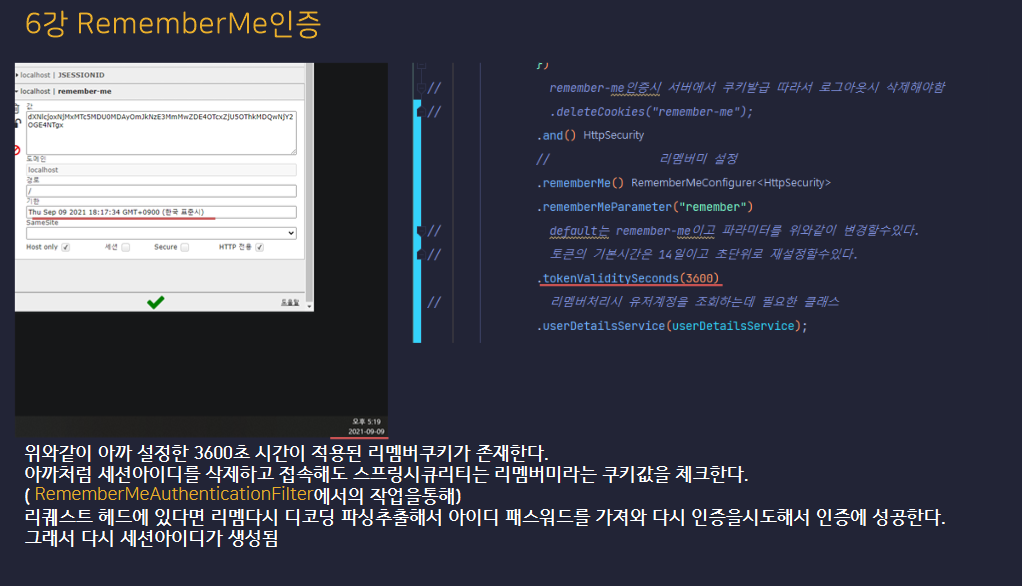 6강 RememberMe인증
localhost | JSESSIONID
localhost | remember-me
값
도메인
localhost
경로
/
기한
Thu Sep 09 2021 18:17:34 GMT+0900 (한국 표준시)
SameSite
Host only 세션 Secure HTTP 전용
도움말
오후 5:19
2021-09-09
})
// remember-me인증시 서버에서 쿠키발급 따라서 로그아웃시 삭제해야함
// .deleteCookies("remember-me");
.and() HttpSecurity
// 리멤버미 설정
.rememberMe() RememberMeConfigurer<HttpSecurity>
.rememberMeParameter("remember")
// default는 remember-me이고 파라미터를 위와같이 변경할수있다.
// 토큰의 기본시간은 14일이고 초단위로 재설정할수있다.
.tokenValiditySeconds(3600)
// 리멤버처리시 유저계정을 조회하는데 필요한 클래스
.userDetailsService(userDetailsService);
위와같이 아까 설정한 3600초 시간이 적용된 리멤버쿠키가 존재한다.
아까처럼 세션아이디를 삭제하고 접속해도 스프링시큐리티는 리멤버미라는 쿠키값을 체크한다.
( RememberMeAuthenticationFilter에서의 작업을통해)
리퀘스트 헤드에 있다면 리멤다시 디코딩 파싱추출해서 아이디 패스워드를 가져와 다시 인증을시도해서 인증에 성공한다.
그래서 다시 세션아이디가 생성됨